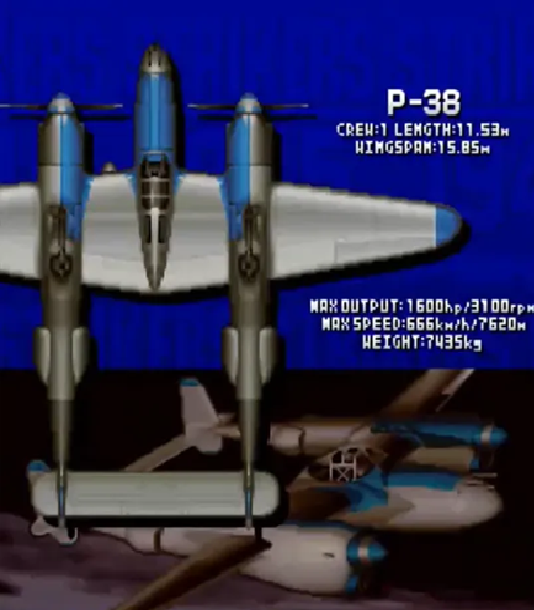 P-38
CREW:1 LENGTH:11.53m
WINGSPAN:15.85m
MAX OUTPUT:1600hp/3100rpm
MAX SPEED:666km/h/7620m
WEIGHT:7435kg